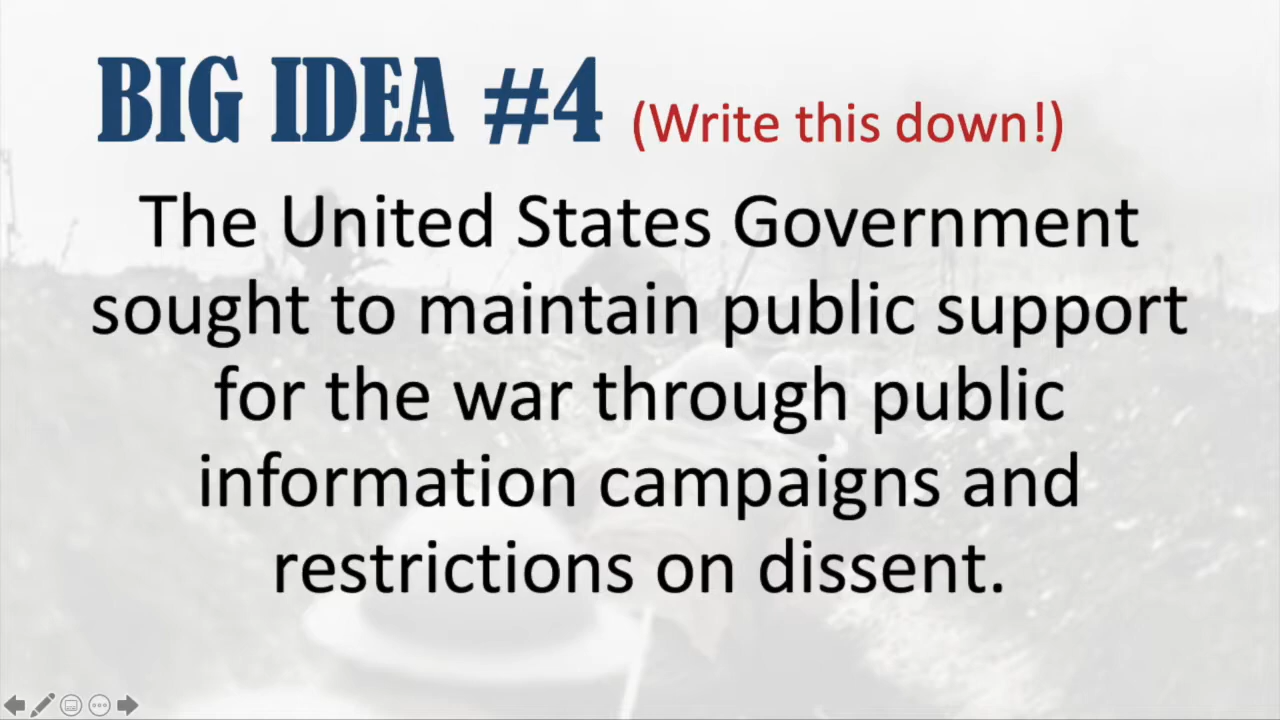 BIG IDEA #4 (Write this down!)
The United States Government
sought to maintain public support
for the war through public
information campaigns and
restrictions on dissent.